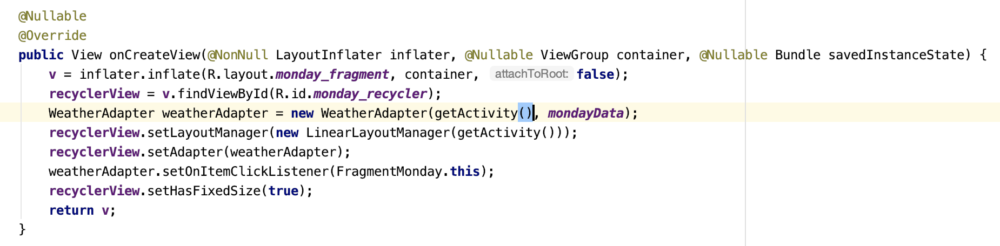 @Nullable
@Override
public View onCreateView(@NonNull LayoutInflater inflater, @Nullable ViewGroup container, @Nullable Bundle savedInstanceState) {
v = inflater.inflate(R.layout.monday_fragment, container, attachToRoot: false);
recyclerView = v.findViewById(R.id.monday_recycler);
WeatherAdapter weatherAdapter = new WeatherAdapter(getActivity(), mondayData);
recyclerView.setLayoutManager(new LinearLayoutManager(getActivity()));
recyclerView.setAdapter(weatherAdapter);
weatherAdapter.setOnItemClickListener(FragmentMonday.this);
recyclerView.setHasFixedSize(true);
return v;
}